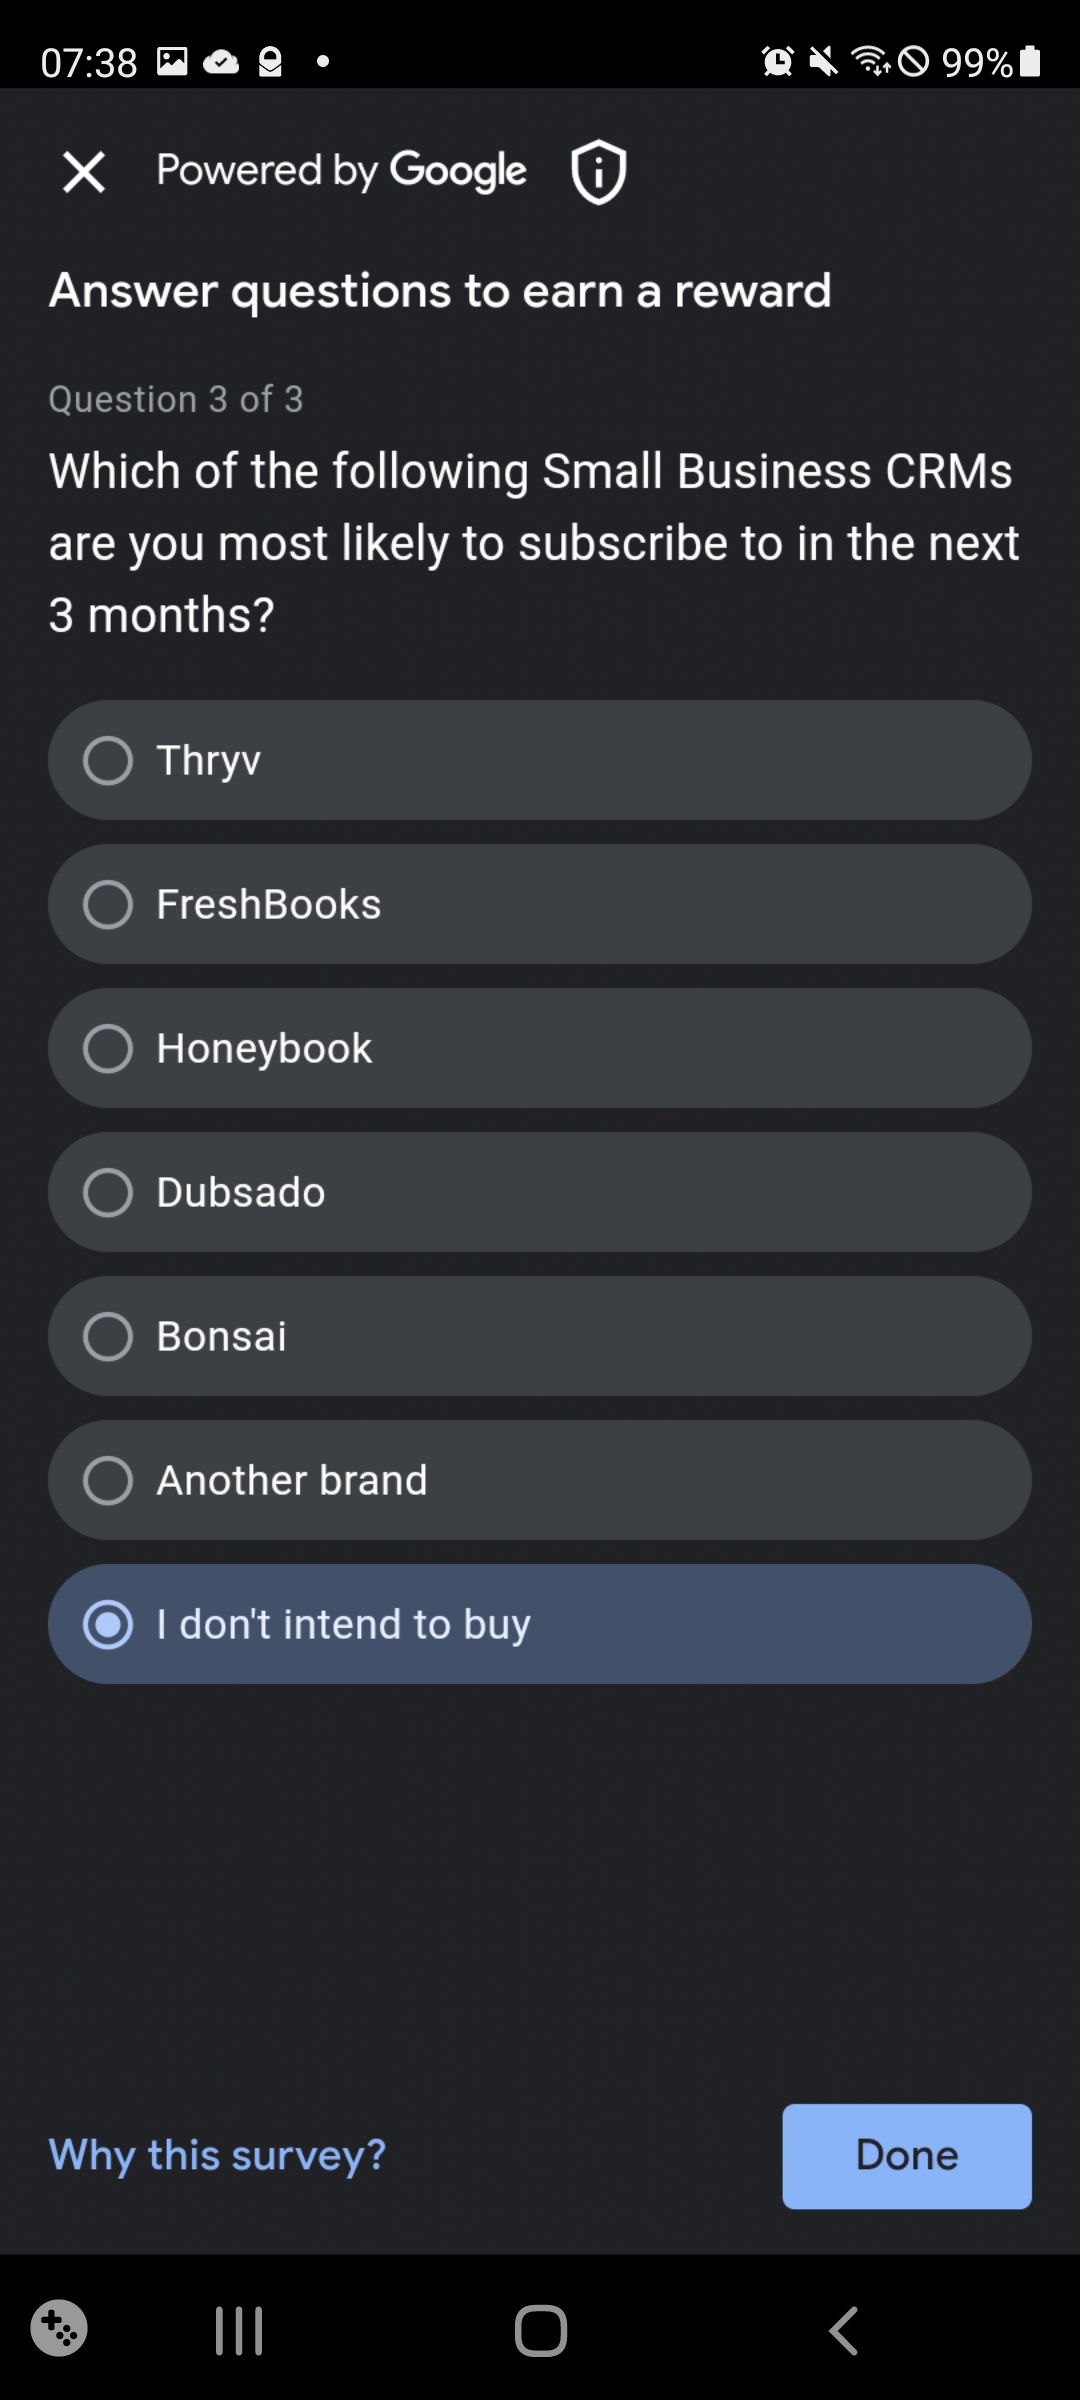 07:38
99%
Powered by Google
Answer questions to earn a reward
Question 3 of 3
Which of the following Small Business CRMs
are you most likely to subscribe to in the next
3 months?
Thryv
FreshBooks
Honeybook
Dubsado
Bonsai
Another brand
I don't intend to buy
Why this survey?
Done